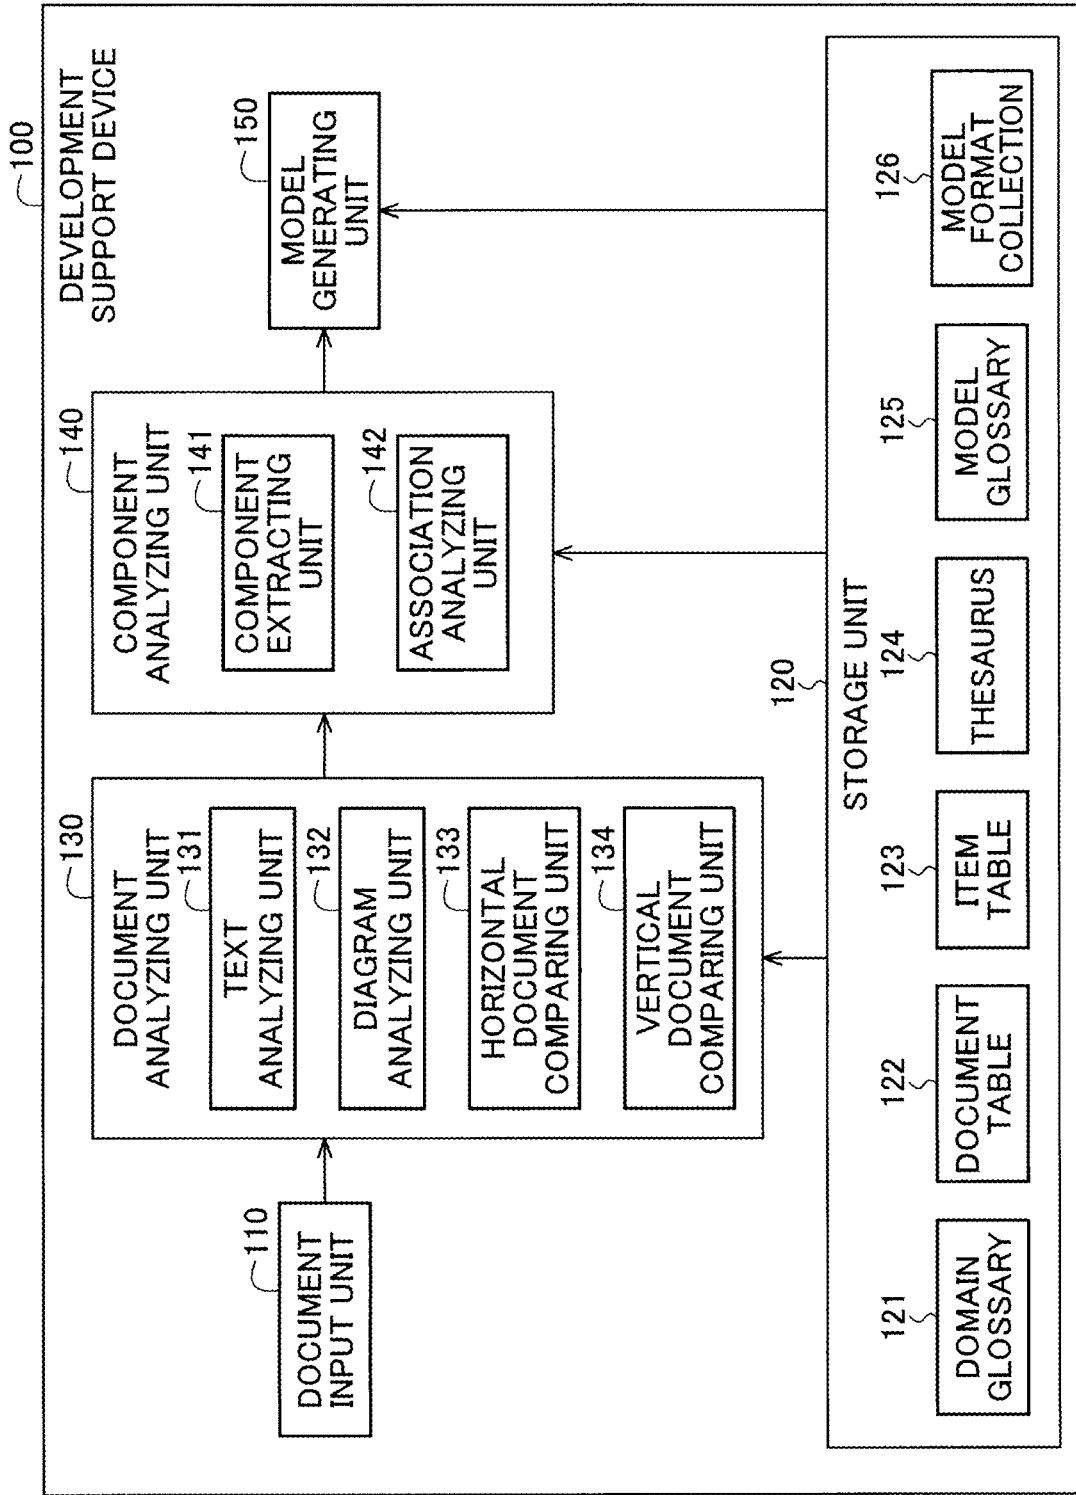 100
DEVELOPMENT
SUPPORT DEVICE
110
DOCUMENT
INPUT UNIT
130
DOCUMENT
ANALYZING UNIT
131
TEXT
ANALYZING UNIT
132
DIAGRAM
ANALYZING UNIT
133
HORIZONTAL
DOCUMENT
COMPARING UNIT
134
VERTICAL
DOCUMENT
COMPARING UNIT
140
COMPONENT
ANALYZING UNIT
141
COMPONENT
EXTRACTING
UNIT
142
ASSOCIATION
ANALYZING
UNIT
150
MODEL
GENERATING
UNIT
120
STORAGE UNIT
121
DOMAIN
GLOSSARY
122
DOCUMENT
TABLE
123
ITEM
TABLE
124
THESAURUS
125
MODEL
GLOSSARY
126
MODEL
FORMAT
COLLECTION